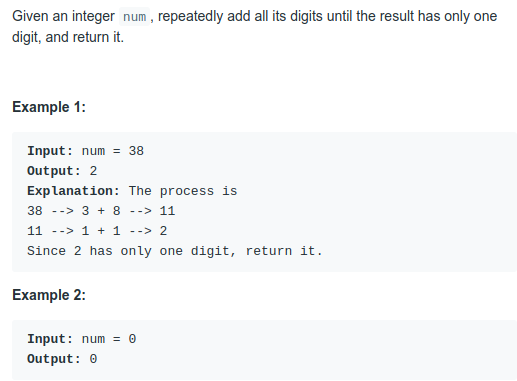 Given an integer num , repeatedly add all its digits until the result has only one
digit, and return it.
Example 1:
Input: num = 38
Output: 2
Explanation: The process is
38 --> 3 + 8 --> 11
11 --> 1 + 1 --> 2
Since 2 has only one digit, return it.
Example 2:
Input: num = 0
Output: 0